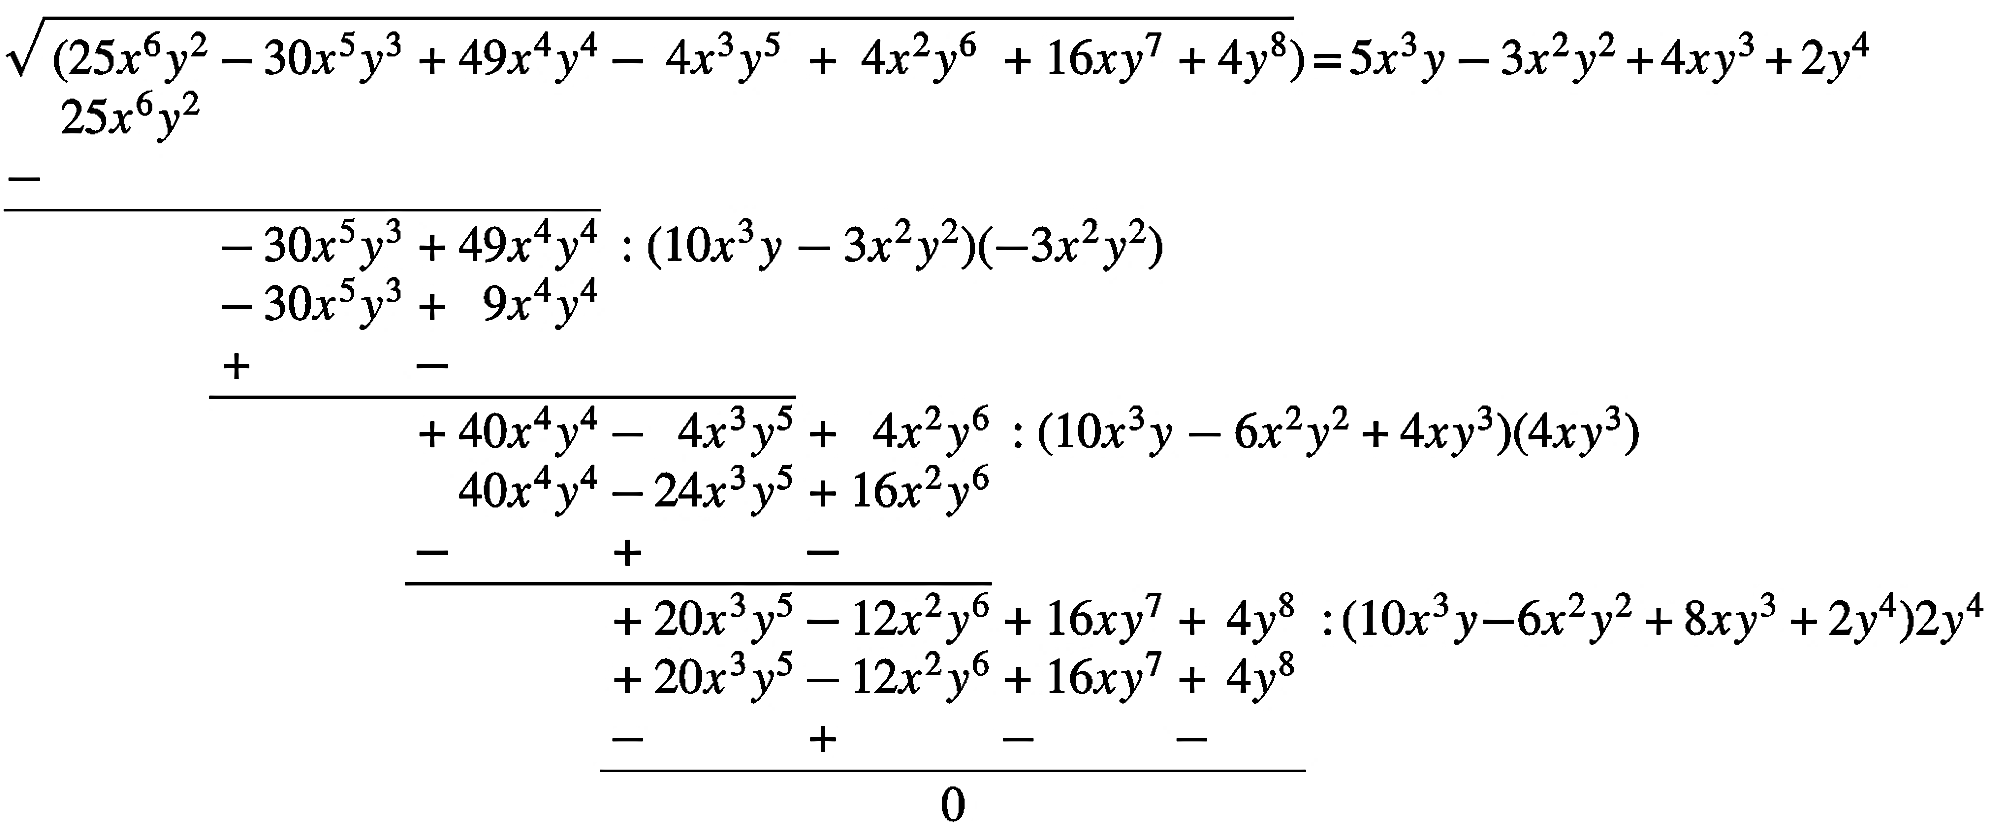 √(25x⁶y² − 30x⁵y³ + 49x⁴y⁴ − 4x³y⁵ + 4x²y⁶ + 16xy⁷ + 4y⁸) = 5x³y − 3x²y² + 4xy³ + 2y⁴
25x⁶y²
−
− 30x⁵y³ + 49x⁴y⁴ : (10x³y − 3x²y²)(−3x²y²)
− 30x⁵y³ + 9x⁴y⁴
+ −
+ 40x⁴y⁴ − 4x³y⁵ + 4x²y⁶ : (10x³y − 6x²y² + 4xy³)(4xy³)
40x⁴y⁴ − 24x³y⁵ + 16x²y⁶
− + −
+ 20x³y⁵ − 12x²y⁶ + 16xy⁷ + 4y⁸ : (10x³y − 6x²y² + 8xy³ + 2y⁴)2y⁴
+ 20x³y⁵ − 12x²y⁶ + 16xy⁷ + 4y⁸
− + − −
0